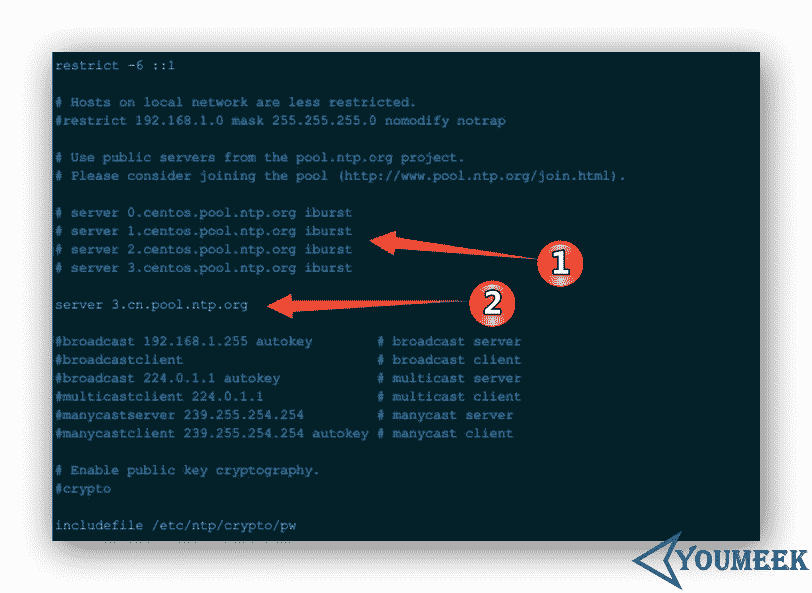 restrict -6 ::1
# Hosts on local network are less restricted.
#restrict 192.168.1.0 mask 255.255.255.0 nomodify notrap
# Use public servers from the pool.ntp.org project.
# Please consider joining the pool (http://www.pool.ntp.org/join.html).
# server 0.centos.pool.ntp.org iburst
# server 1.centos.pool.ntp.org iburst
# server 2.centos.pool.ntp.org iburst
# server 3.centos.pool.ntp.org iburst
1
server 3.cn.pool.ntp.org
2
#broadcast 192.168.1.255 autokey # broadcast server
#broadcastclient # broadcast client
#broadcast 224.0.1.1 autokey # multicast server
#multicastclient 224.0.1.1 # multicast client
#manycastserver 239.255.254.254 # manycast server
#manycastclient 239.255.254.254 autokey # manycast client
# Enable public key cryptography.
#crypto
includefile /etc/ntp/crypto/pw
YOUMEEK